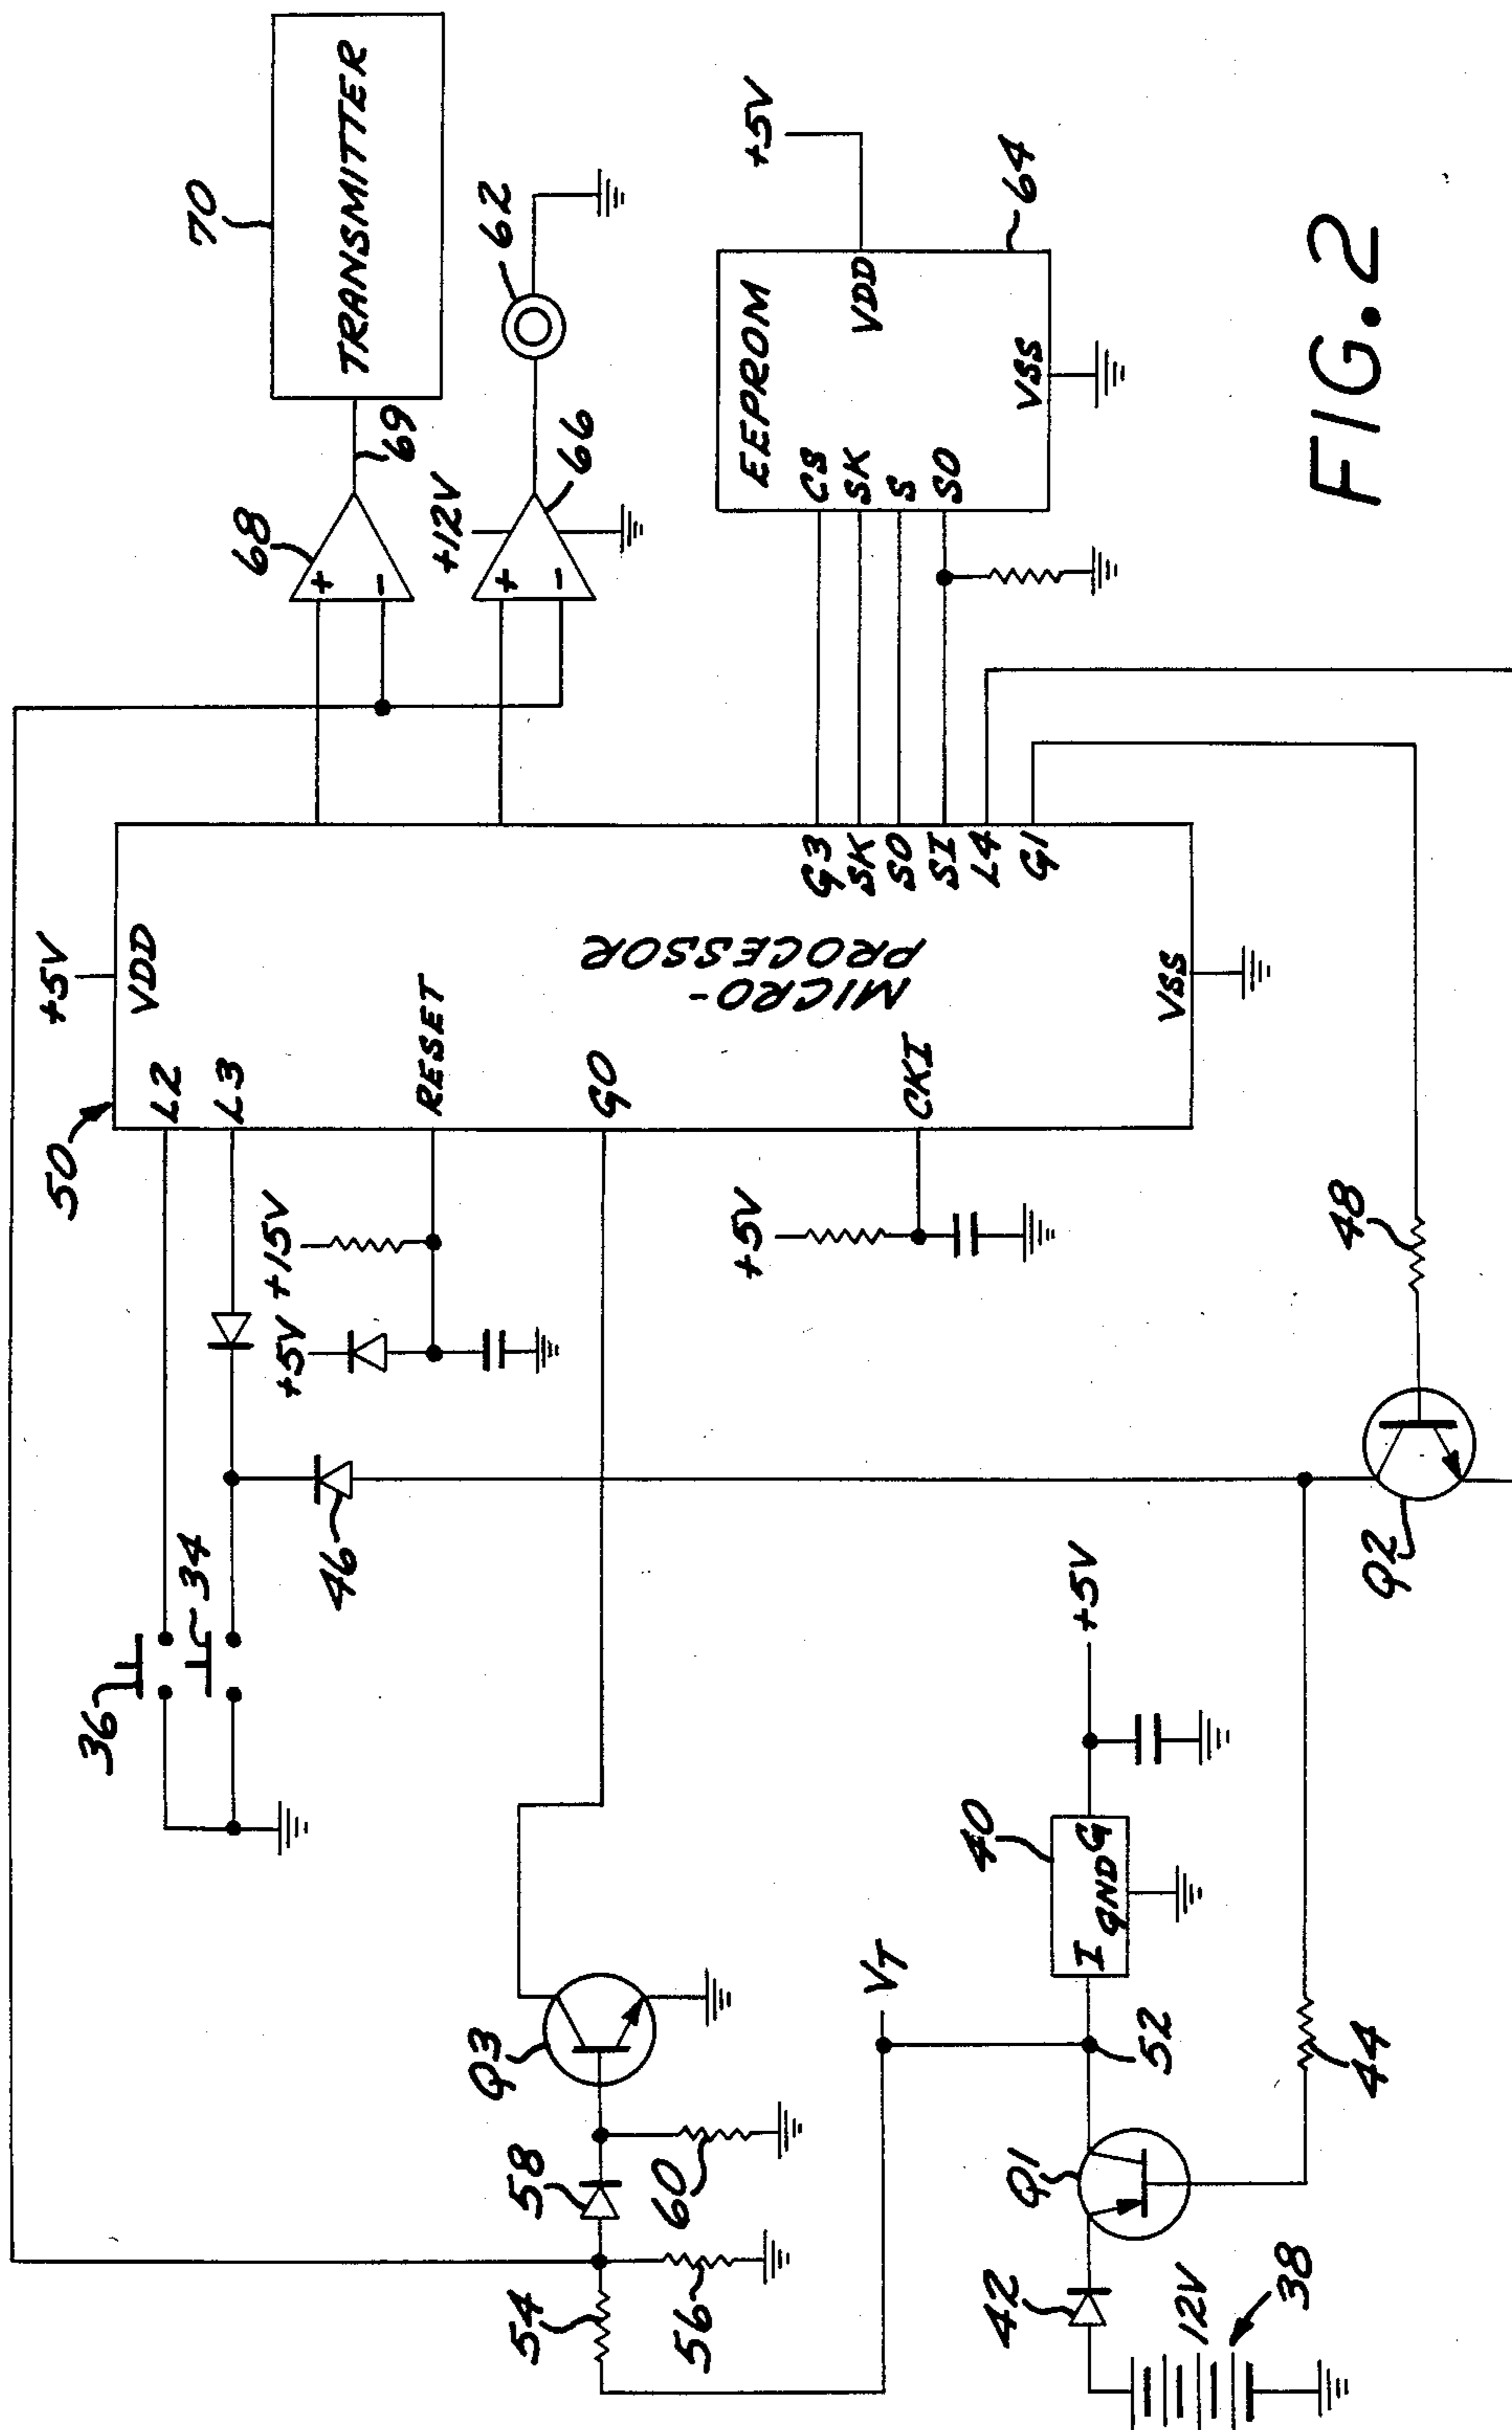 70
TRANSMITTER
69
68
+
-
+12V
+
-
66
62
+5V
EEPROM
CS
SK
S
SO
VDD
VSS
64
50
+5V
VDD
L2
L3
RESET
GO
CKI
MICRO-
PROCESSOR
G3
SK
SO
SI
L4
G1
VSS
36
34
+5V
+15V
46
+5V
48
Q2
Q3
58
60
54
56
VT
52
40
I
GND
G
+5V
Q1
42
12V
38
44
FIG. 2